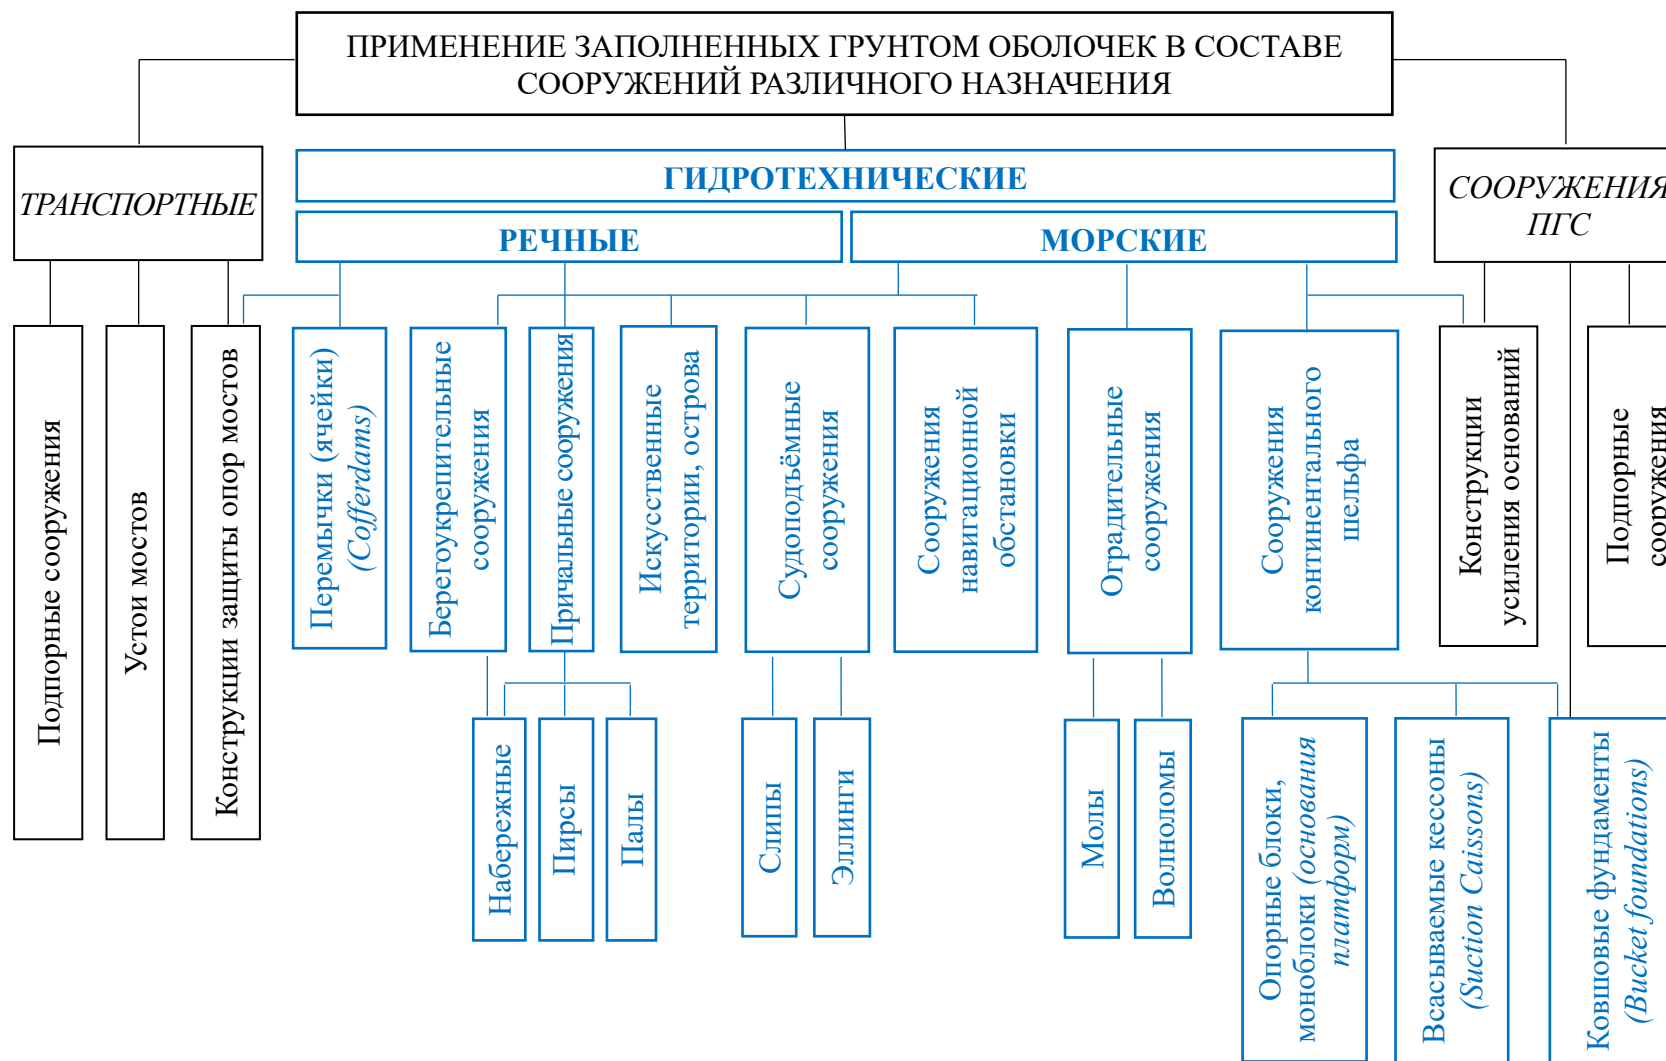 ПРИМЕНЕНИЕ ЗАПОЛНЕННЫХ ГРУНТОМ ОБОЛОЧЕК В СОСТАВЕ
СООРУЖЕНИЙ РАЗЛИЧНОГО НАЗНАЧЕНИЯ
ТРАНСПОРТНЫЕ
ГИДРОТЕХНИЧЕСКИЕ
РЕЧНЫЕ
МОРСКИЕ
СООРУЖЕНИЯ
ПГС
Подпорные сооружения
Устои мостов
Конструкции защиты опор мостов
Перемычки (ячейки)
(Cofferdams)
Берегоукрепительные
сооружения
Причальные сооружения
Искусственные
территории, острова
Судоподъёмные
сооружения
Сооружения
навигационной
обстановки
Оградительные
сооружения
Сооружения
континентального
шельфа
Конструкции
усиления оснований
Подпорные
сооружения
Набережные
Пирсы
Палы
Слипы
Эллинги
Молы
Волноломы
Опорные блоки,
моноблоки (основания
платформ)
Всасываемые кессоны
(Suction Caissons)
Ковшовые фундаменты
(Bucket foundations)